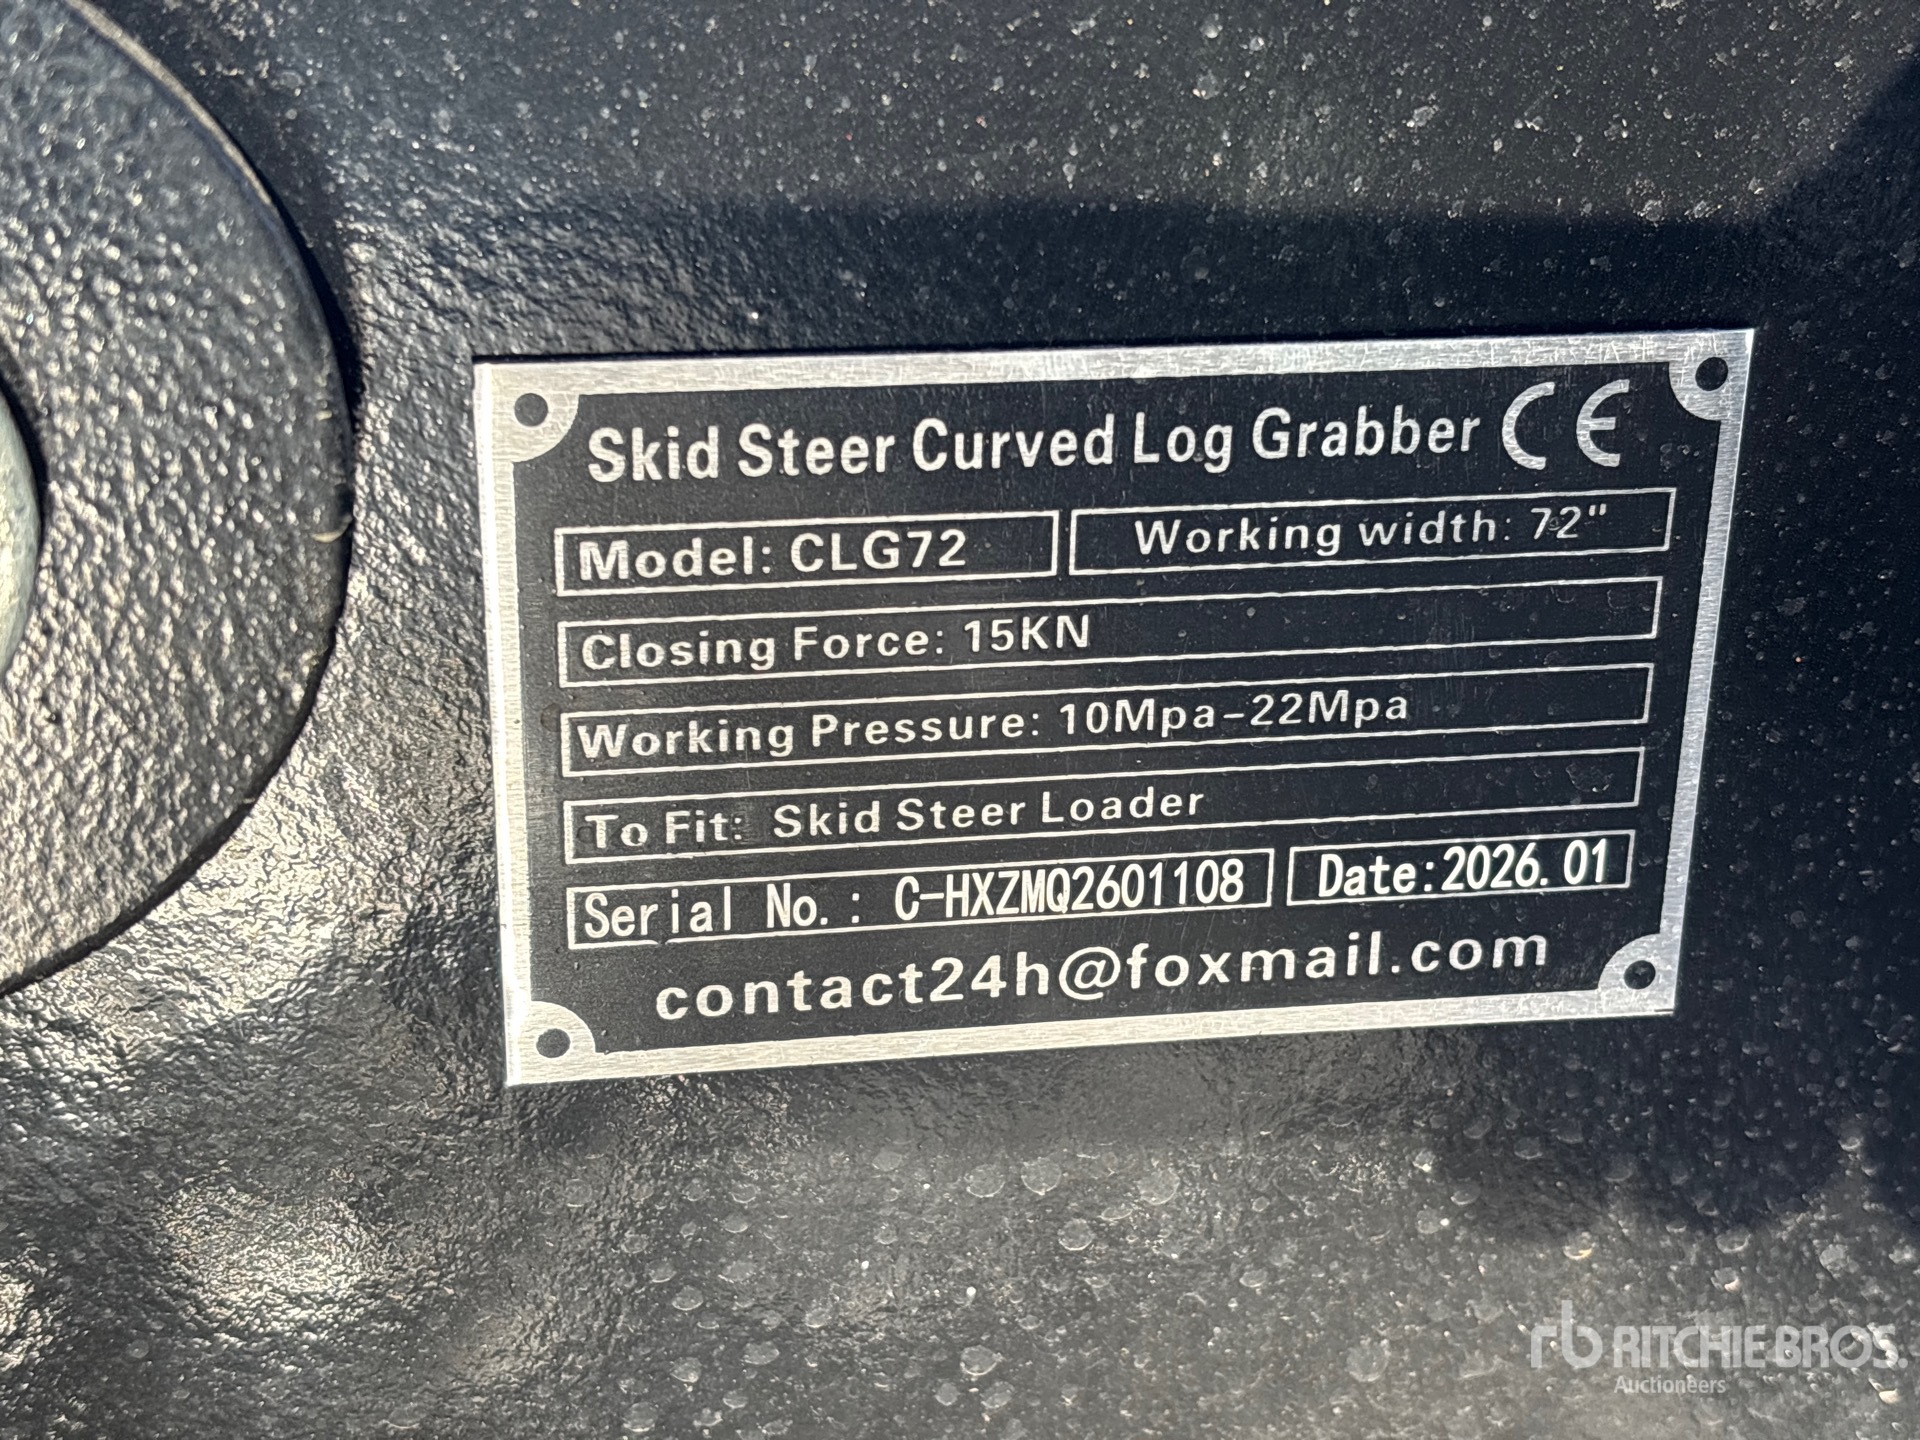 Skid Steer Curved Log Grabber CE
Model: CLG72 Working width: 72"
Closing Force: 15KN
Working Pressure: 10Mpa-22Mpa
To Fit: Skid Steer Loader
Serial No.: C-HXZMQ2601108 Date:2026.01
contact24h@foxmail.com
rb RITCHIE BROS.
Auctioneers